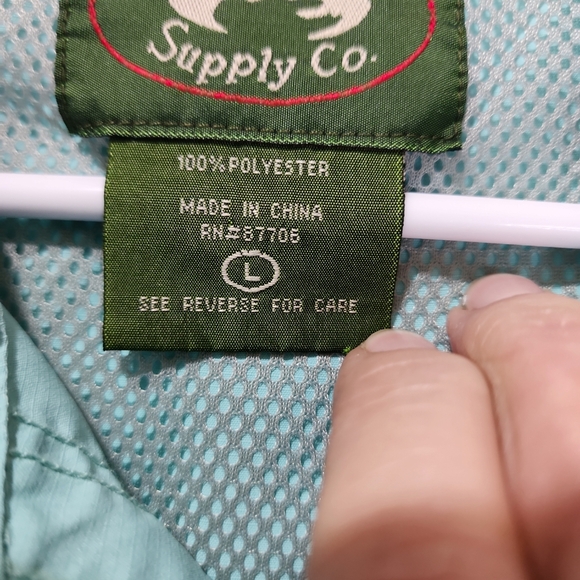 Supply Co.
100% POLYESTER
MADE IN CHINA
RN#87706
L
SEE REVERSE FOR CARE